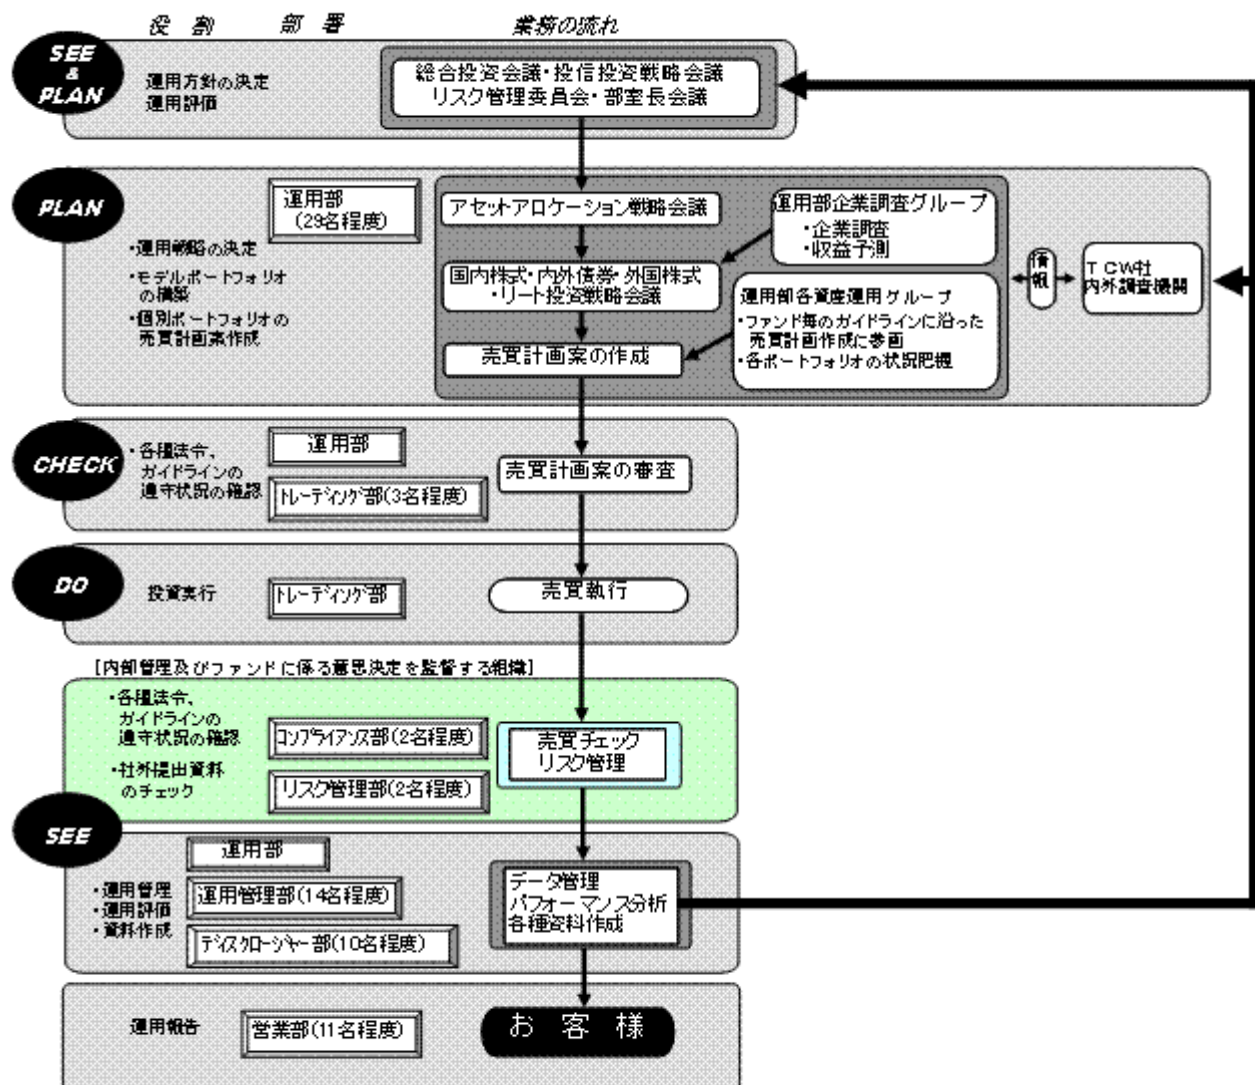 役 割
部 署
業務の流れ
SEE
&
PLAN
運用方針の決定
運用評価
総合投資会議・投信投資戦略会議
リスク管理委員会・部室長会議
PLAN
運用部
(29名程度)
・運用戦略の決定
・モデルポートフォリオ
の構築
・個別ポートフォリオの
売買計画案作成
アセットアロケーション戦略会議
国内株式・内外債券・外国株式
・リート投資戦略会議
売買計画案の作成
運用部企業調査グループ
・企業調査
・収益予測
運用部各資産運用グループ
・ファンド毎のガイドラインに沿った
売買計画作成に参画
・各ポートフォリオの状況把握
情報
TCW社
内外調査機関
CHECK
・各種法令、
ガイドラインの
遵守状況の確認
運用部
トレーディング部(3名程度)
売買計画案の審査
DO
投資実行
トレーディング部
売買執行
[内部管理及びファンドに係る意思決定を監督する組織]
・各種法令、
ガイドラインの
遵守状況の確認
・社外提出資料
のチェック
コンプライアンス部(2名程度)
リスク管理部(2名程度)
売買チェック
リスク管理
SEE
・運用管理
・運用評価
・資料作成
運用部
運用管理部(14名程度)
ディスクロージャー部(10名程度)
データ管理
パフォーマンス分析
各種資料作成
運用報告
営業部(11名程度)
お 客 様